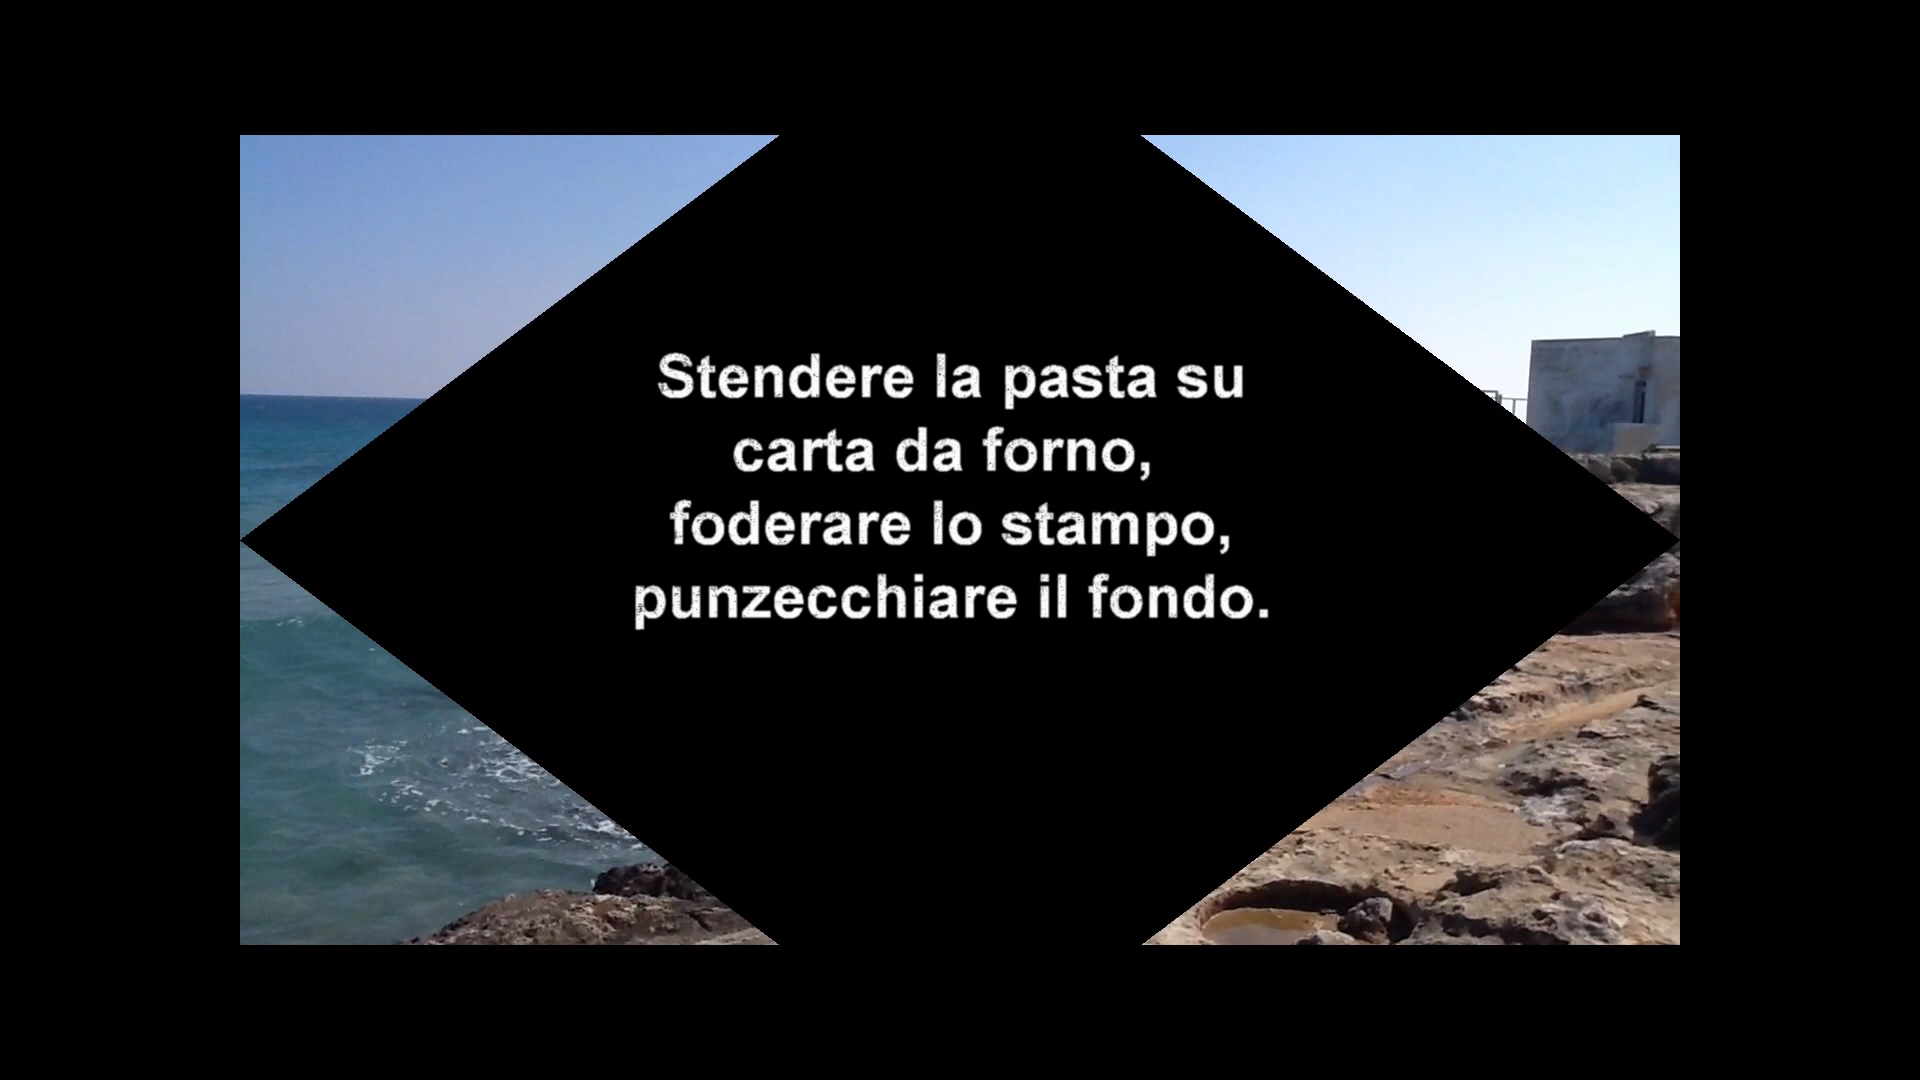 Stendere la pasta su
carta da forno,
foderare lo stampo,
punzecchiare il fondo.